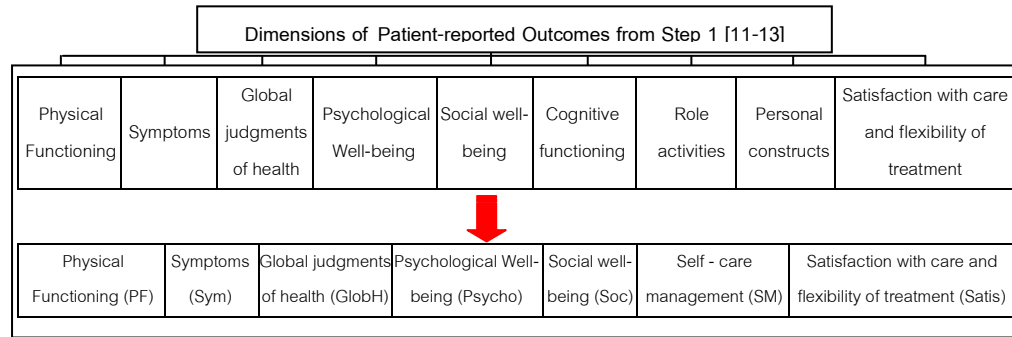 Dimensions of Patient-reported Outcomes from Step 1 [11-13]
Physical
Functioning
Symptoms
Global
judgments
of health
Psychological
Well-being
Social well-
being
Cognitive
functioning
Role
activities
Personal
constructs
Satisfaction with care
and flexibility of
treatment
Physical
Functioning (PF)
Symptoms
(Sym)
Global judgments
of health (GlobH)
Psychological Well-
being (Psycho)
Social well-
being (Soc)
Self - care
management (SM)
Satisfaction with care and
flexibility of treatment (Satis)